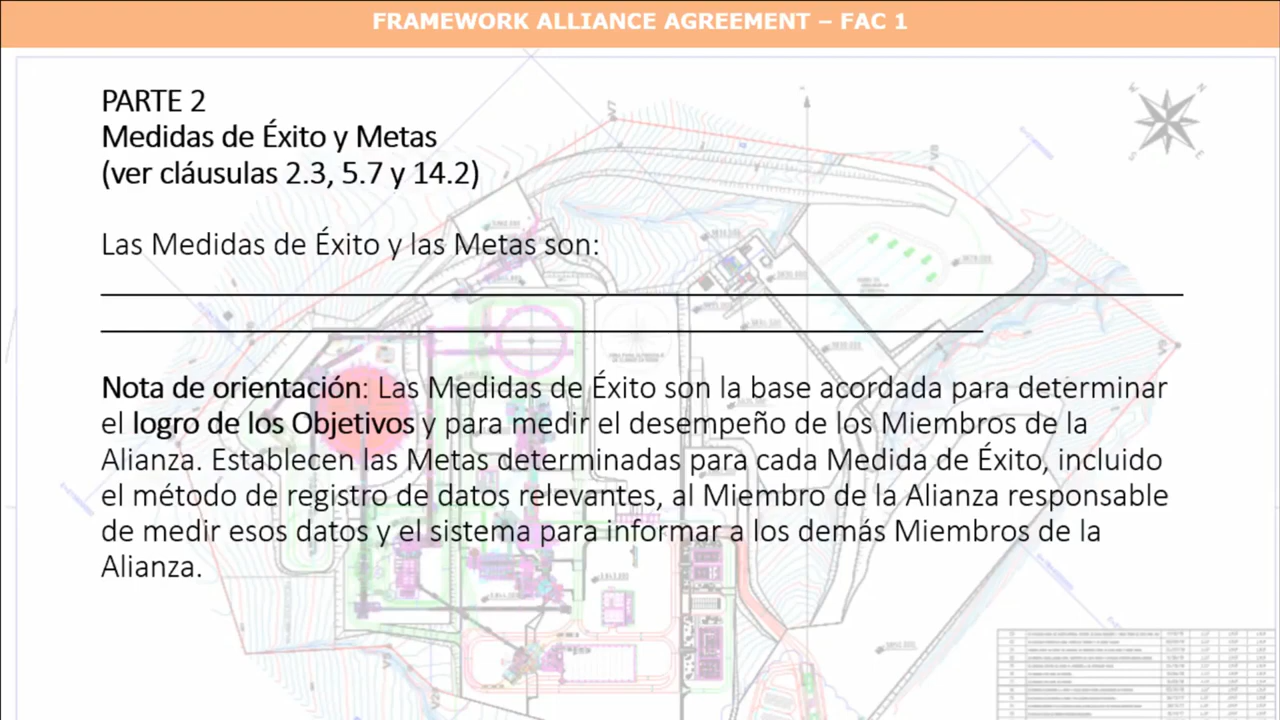 FRAMEWORK ALLIANCE AGREEMENT – FAC 1
PARTE 2
Medidas de Éxito y Metas
(ver cláusulas 2.3, 5.7 y 14.2)
Las Medidas de Éxito y las Metas son:
Nota de orientación: Las Medidas de Éxito son la base acordada para determinar
el logro de los Objetivos y para medir el desempeño de los Miembros de la
Alianza. Establecen las Metas determinadas para cada Medida de Éxito, incluido
el método de registro de datos relevantes, al Miembro de la Alianza responsable
de medir esos datos y el sistema para informar a los demás Miembros de la
Alianza.